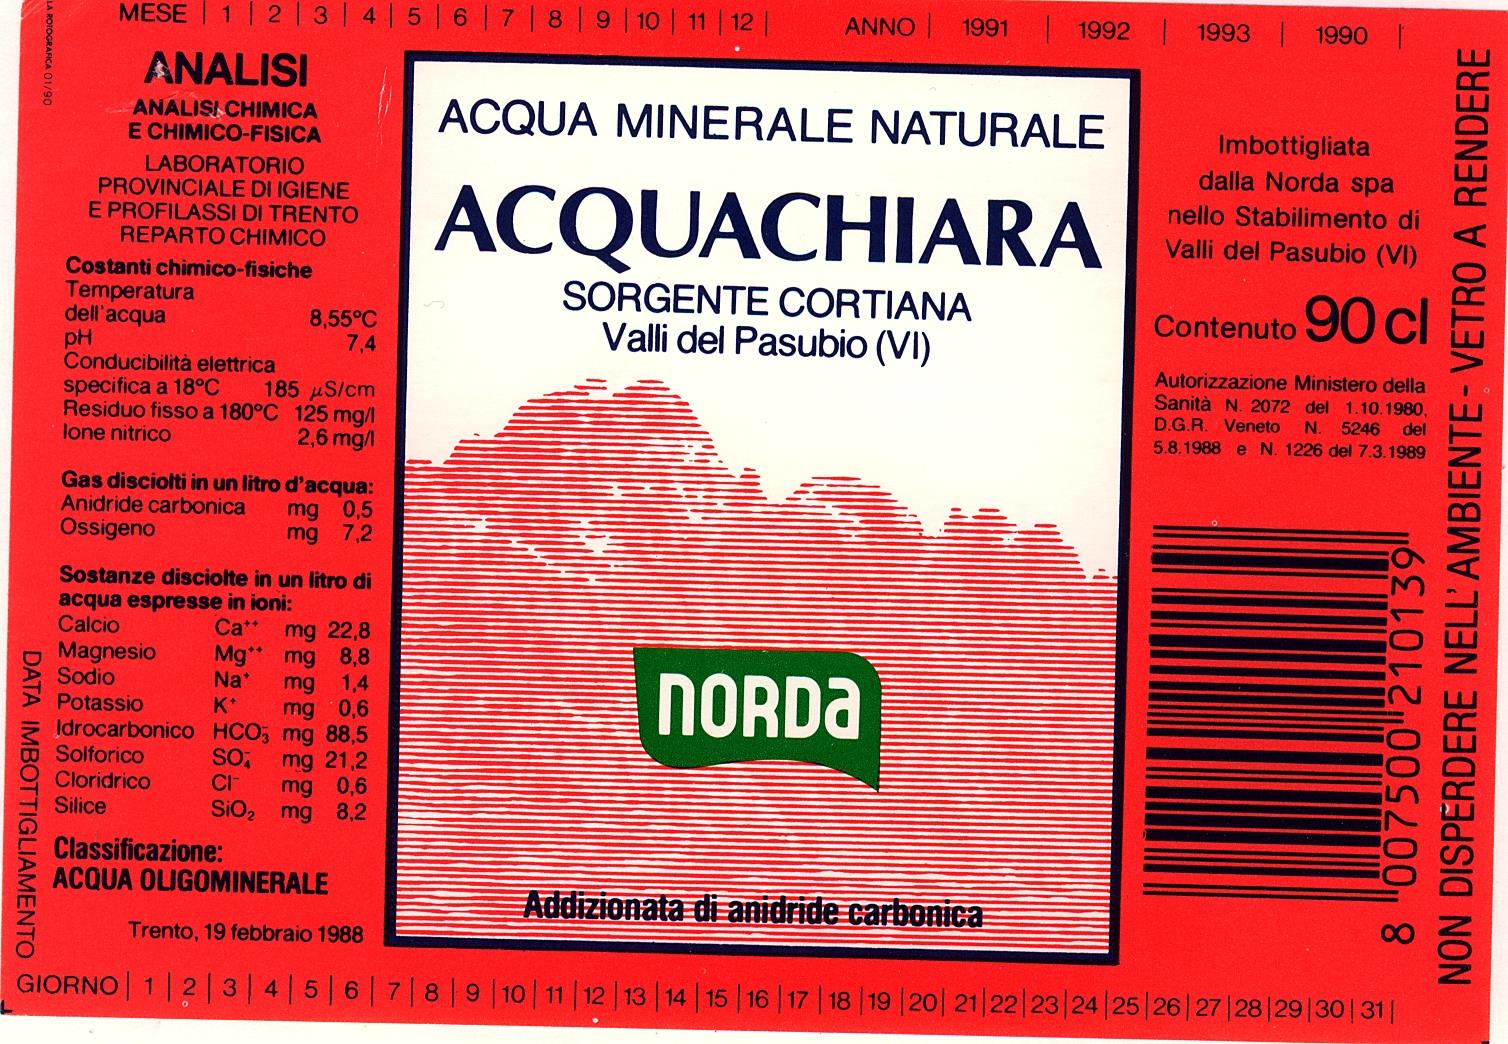 LA ROTOGRAFICA 01/90
MESE | 1 | 2 | 3 | 4 | 5 | 6 | 7 | 8 | 9 | 10 | 11 | 12 |
ANNO | 1991 | 1992 | 1993 | 1990 |
ANALISI
ANALISI CHIMICA
E CHIMICO-FISICA
LABORATORIO
PROVINCIALE DI IGIENE
E PROFILASSI DI TRENTO
REPARTO CHIMICO
Costanti chimico-fisiche
Temperatura
dell'acqua 8,55°C
pH 7,4
Conducibilità elettrica
specifica a 18°C 185 µS/cm
Residuo fisso a 180°C 125 mg/l
Ione nitrico 2,6 mg/l
Gas disciolti in un litro d'acqua:
Anidride carbonica mg 0,5
Ossigeno mg 7,2
Sostanze disciolte in un litro di
acqua espresse in ioni:
Calcio Ca⁺⁺ mg 22,8
Magnesio Mg⁺⁺ mg 8,8
Sodio Na⁺ mg 1,4
Potassio K⁺ mg 0,6
Idrocarbonico HCO₃⁻ mg 88,5
Solforico SO₄⁻ mg 21,2
Cloridrico Cl⁻ mg 0,6
Silice SiO₂ mg 8,2
Classificazione:
ACQUA OLIGOMINERALE
Trento, 19 febbraio 1988
DATA IMBOTTIGLIAMENTO
ACQUA MINERALE NATURALE
ACQUACHIARA
SORGENTE CORTIANA
Valli del Pasubio (VI)
NORDA
Addizionata di anidride carbonica
Imbottigliata
dalla Norda spa
nello Stabilimento di
Valli del Pasubio (VI)
Contenuto 90 cl
Autorizzazione Ministero della
Sanità N. 2072 del 1.10.1980,
D.G.R. Veneto N. 5246 del
5.8.1988 e N. 1226 del 7.3.1989
8 007500 210139
NON DISPERDERE NELL'AMBIENTE - VETRO A RENDERE
GIORNO | 1 | 2 | 3 | 4 | 5 | 6 | 7 | 8 | 9 | 10 | 11 | 12 | 13 | 14 | 15 | 16 | 17 | 18 | 19 | 20 | 21 | 22 | 23 | 24 | 25 | 26 | 27 | 28 | 29 | 30 | 31 |